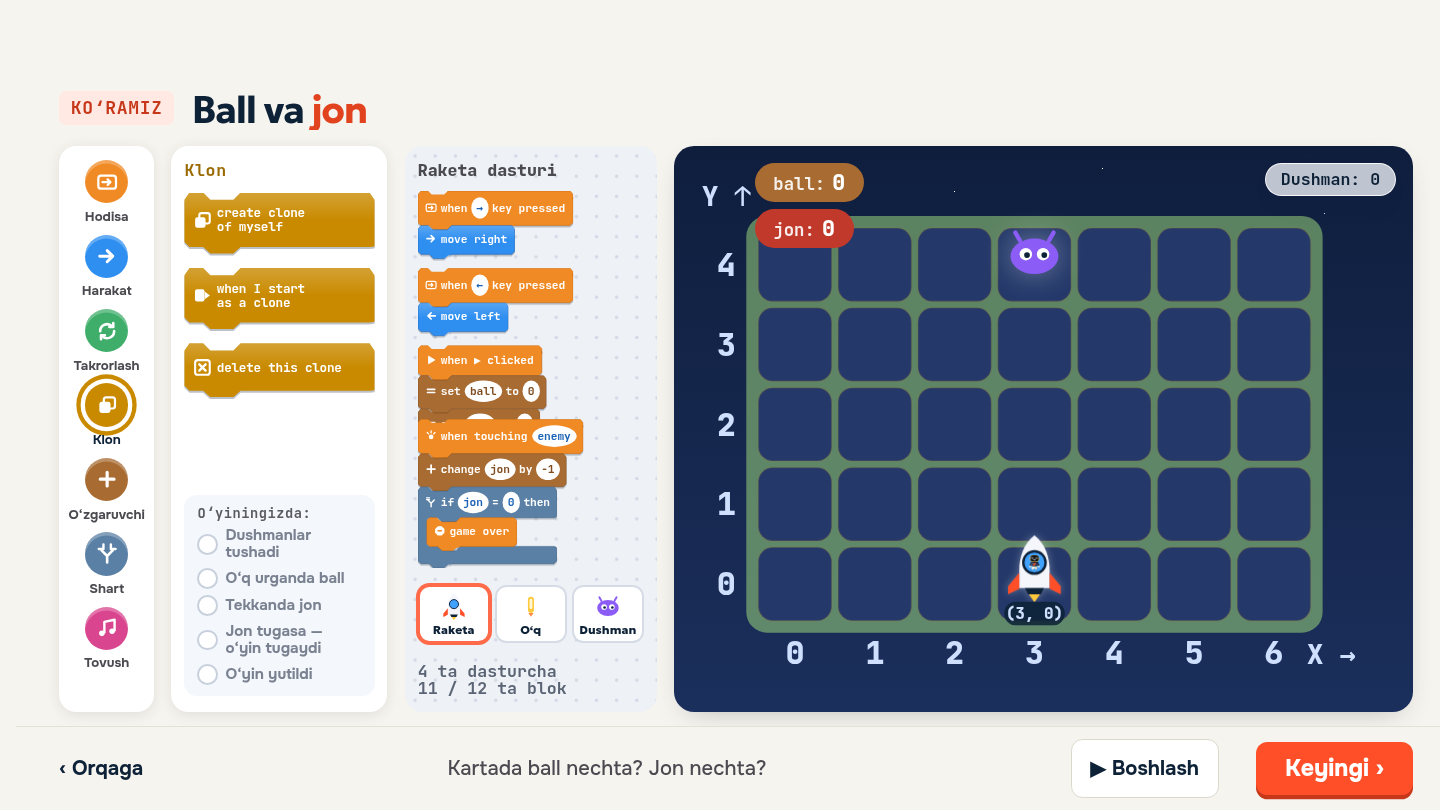 KO‘RAMIZ
Ball va jon
Hodisa
Harakat
Takrorlash
Klon
O‘zgaruvchi
Shart
Tovush
Klon
create clone
of myself
when I start
as a clone
delete this clone
O‘yiningizda:
Dushmanlar
tushadi
O‘q urganda ball
Tekkanda jon
Jon tugasa —
o‘yin tugaydi
O‘yin yutildi
Raketa dasturi
when → key pressed
→ move right
when ← key pressed
← move left
when ▶ clicked
= set ball to 0
when touching enemy
+ change jon by -1
if jon = 0 then
game over
Raketa
O‘q
Dushman
4 ta dasturcha
11 / 12 ta blok
ball: 0
jon: 0
Dushman: 0
Y ↑
4
3
2
1
0
(3, 0)
0 1 2 3 4 5 6 X →
‹ Orqaga
Kartada ball nechta? Jon nechta?
▶ Boshlash
Keyingi ›